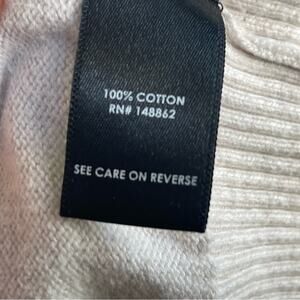 100% COTTON
RN# 148862
SEE CARE ON REVERSE